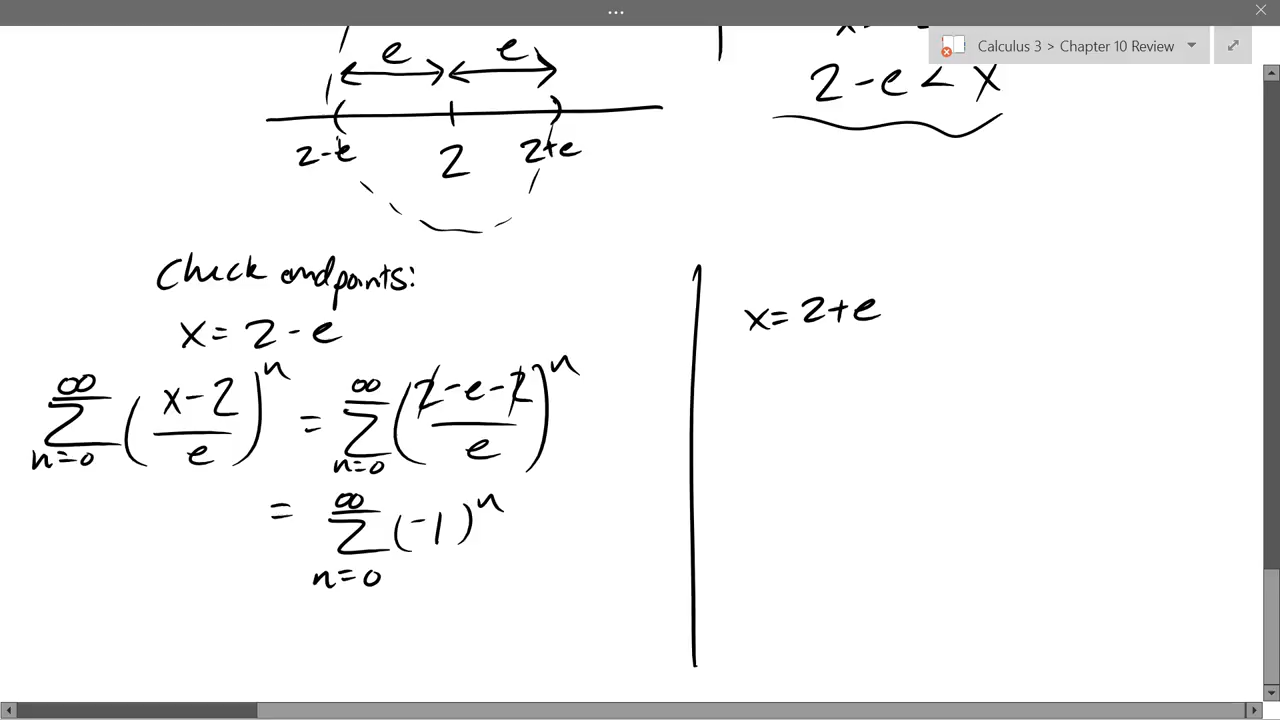 ...
Calculus 3 > Chapter 10 Review
e e
2-e < x
2-e 2 2+e
Check endpoints:
x = 2 - e
∞ ∑ n=0 ( x-2 / e )^n = ∞ ∑ n=0 ( 2-e-2 / e )^n
= ∞ ∑ n=0 (-1)^n
x = 2+e